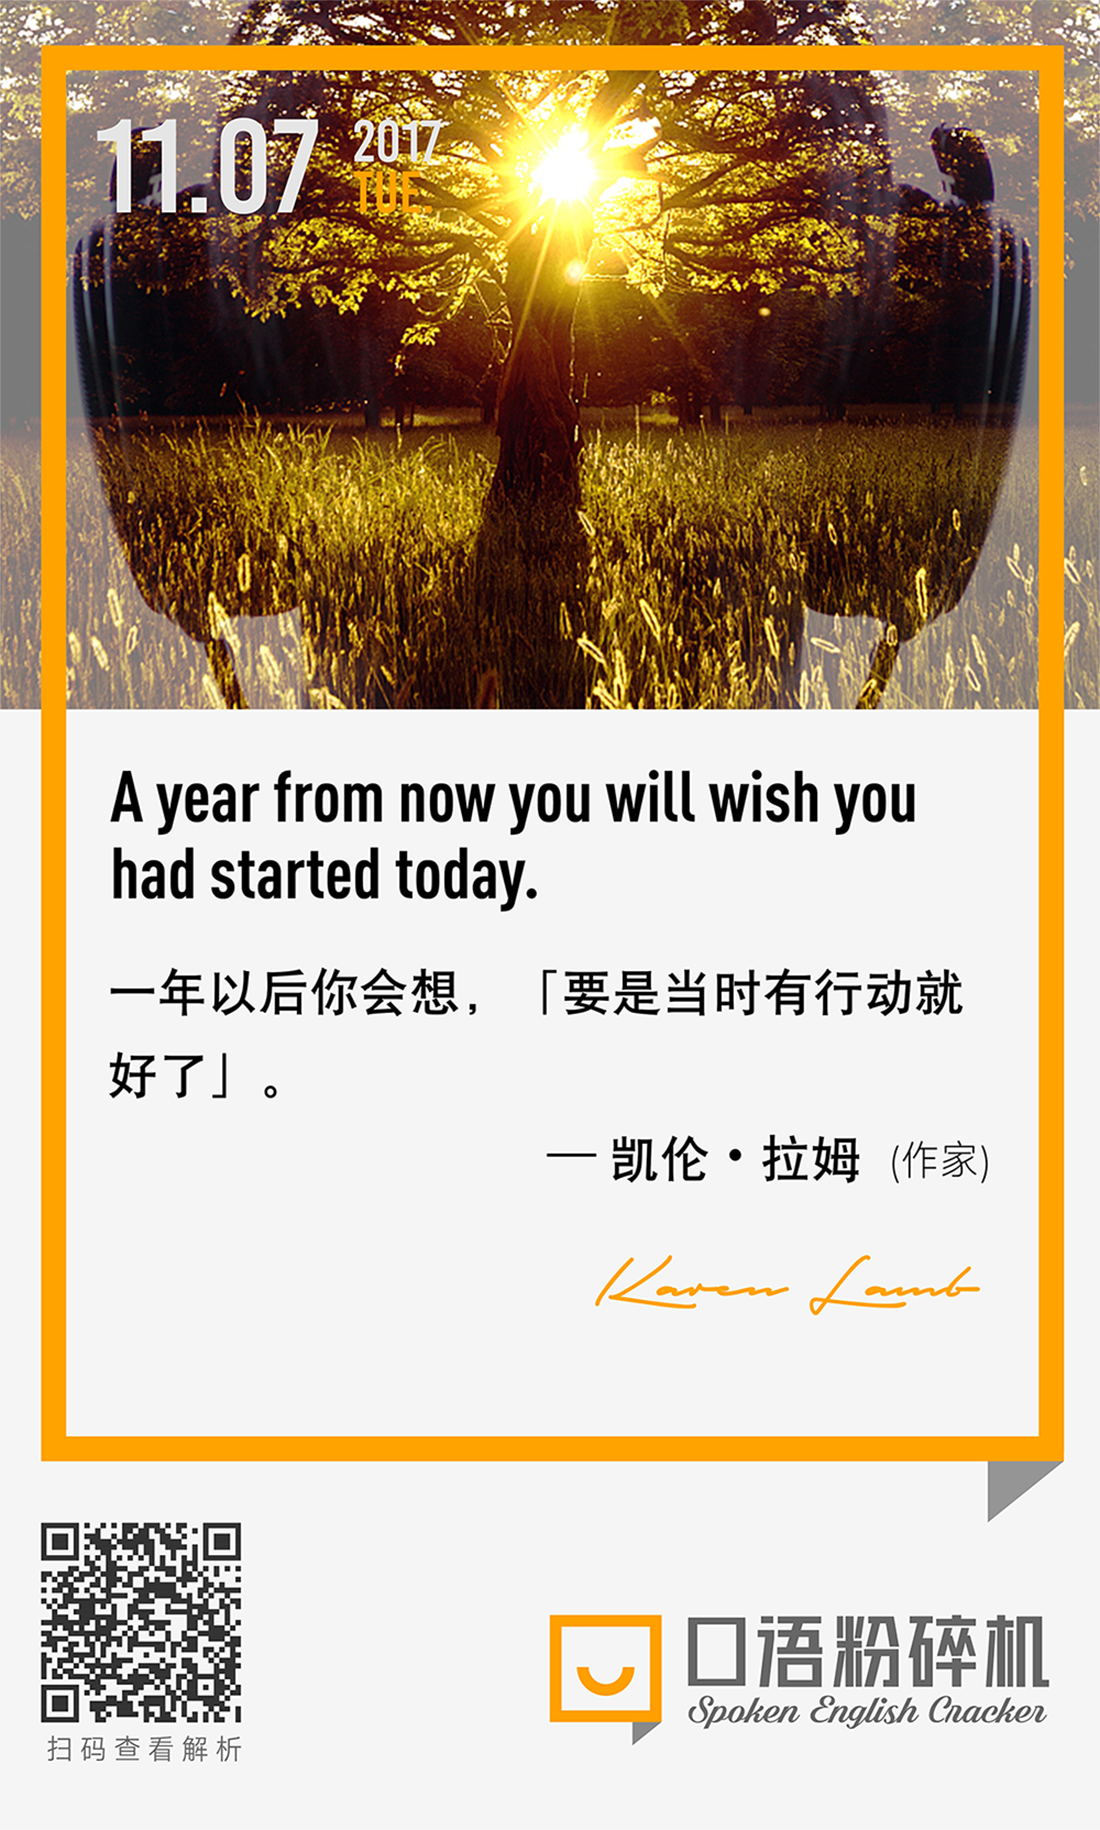 11.07
2017
TUE.
A year from now you will wish you
had started today.
一年以后你会想，「要是当时有行动就
好了」。
— 凯伦·拉姆 (作家)
Karen Lamb
扫码查看解析
口语粉碎机
Spoken English Cracker